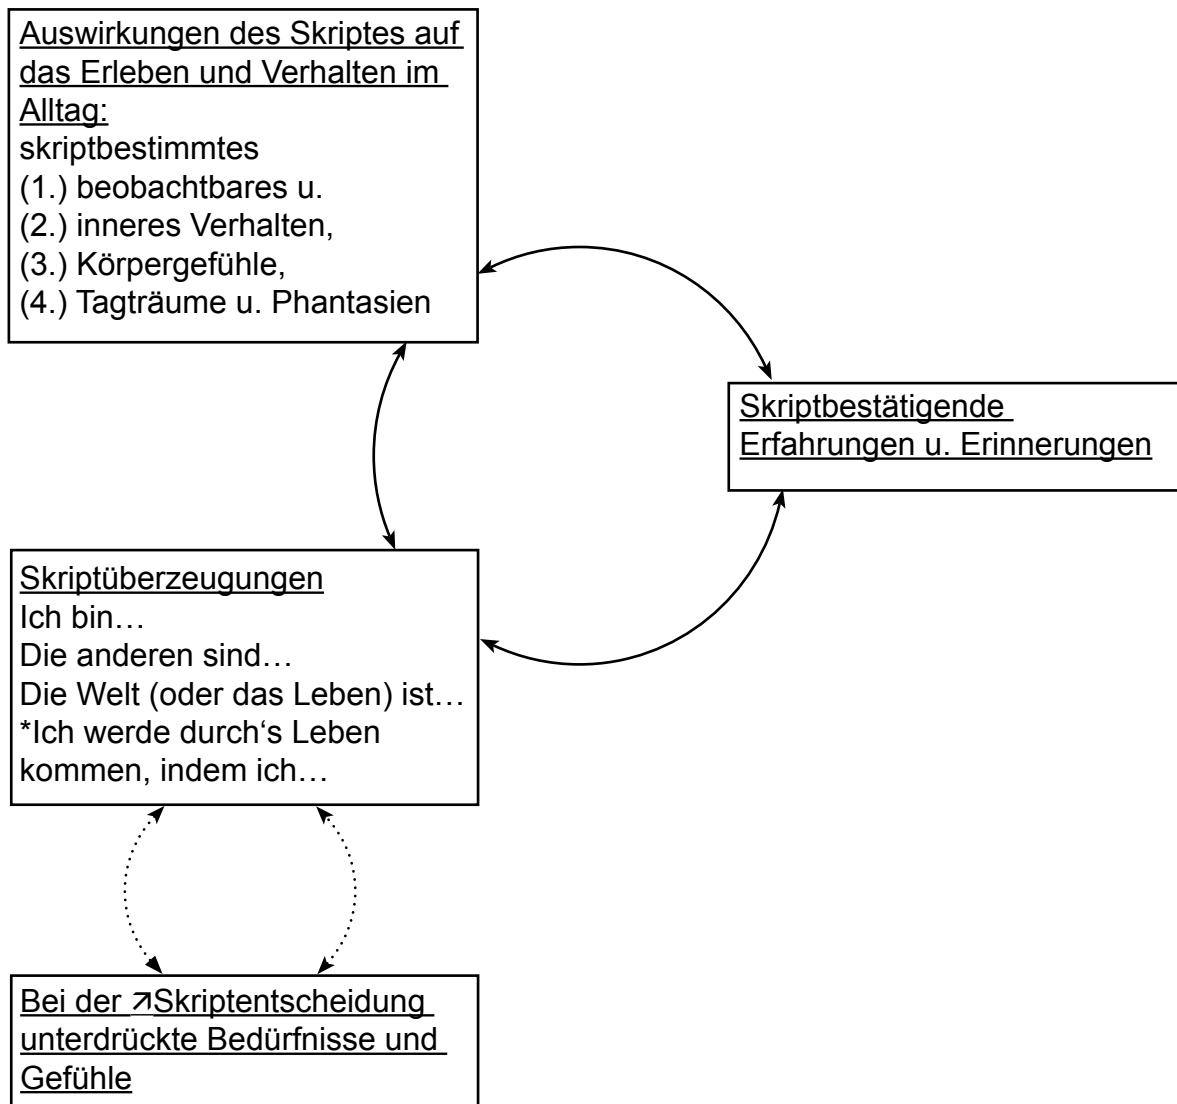 Auswirkungen des Skriptes auf
das Erleben und Verhalten im
Alltag:
skriptbestimmtes
(1.) beobachtbares u.
(2.) inneres Verhalten,
(3.) Körpergefühle,
(4.) Tagträume u. Phantasien
Skriptbestätigende
Erfahrungen u. Erinnerungen
Skriptüberzeugungen
Ich bin…
Die anderen sind…
Die Welt (oder das Leben) ist…
*Ich werde durch‘s Leben
kommen, indem ich…
Bei der ↗Skriptentscheidung
unterdrückte Bedürfnisse und
Gefühle